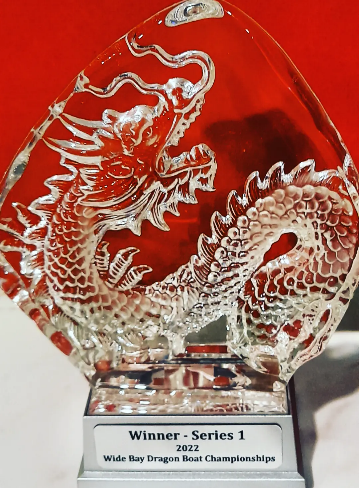 Winner - Series 1
2022
Wide Bay Dragon Boat Championships